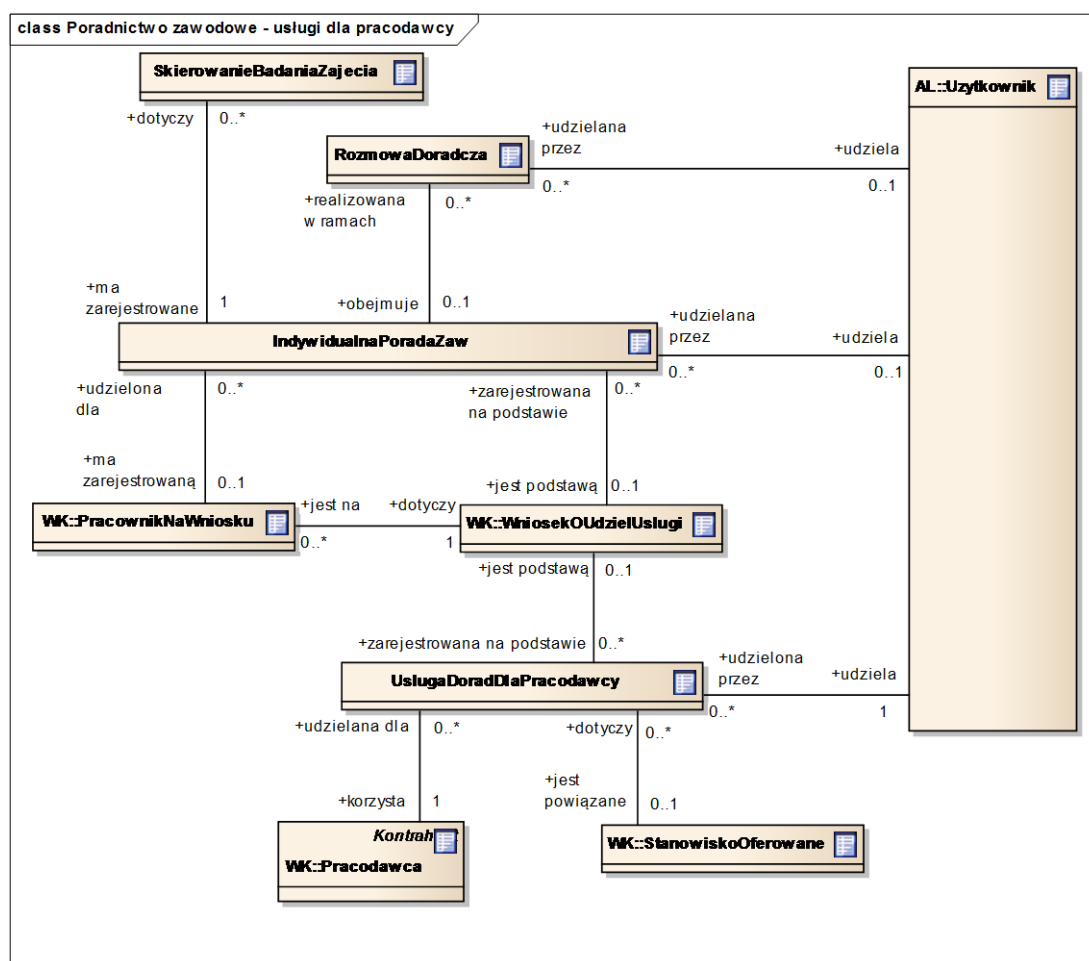 class Poradnictwo zawodowe - usługi dla pracodawcy
SkierowanieBadaniaZajecia
AL::Uzytkownik
+dotyczy
0..*
+udzielana
przez
+udziela
RozmowaDoradcza
0..*
0..1
+realizowana
w ramach
0..*
+ma
zarejestrowane
1
+obejmuje
0..1
+udzielana
przez
+udziela
IndywidualnaPoradaZaw
0..*
0..1
+udzielona
dla
0..*
+zarejestrowana
na podstawie
0..*
+ma
zarejestrowaną
0..1
+jest podstawą
0..1
+jest na
+dotyczy
WK::PracownikNaWniosku
WK::WniosekOUdzielUslugi
0..*
1
+jest podstawą
0..1
+zarejestrowana na podstawie
0..*
+udzielona
przez
+udziela
UslugaDoradDlaPracodawcy
0..*
1
+udzielana dla
0..*
+dotyczy
0..*
+jest
powiązane
0..1
+korzysta
1
WK::Pracodawca
WK::StanowiskoOferowane